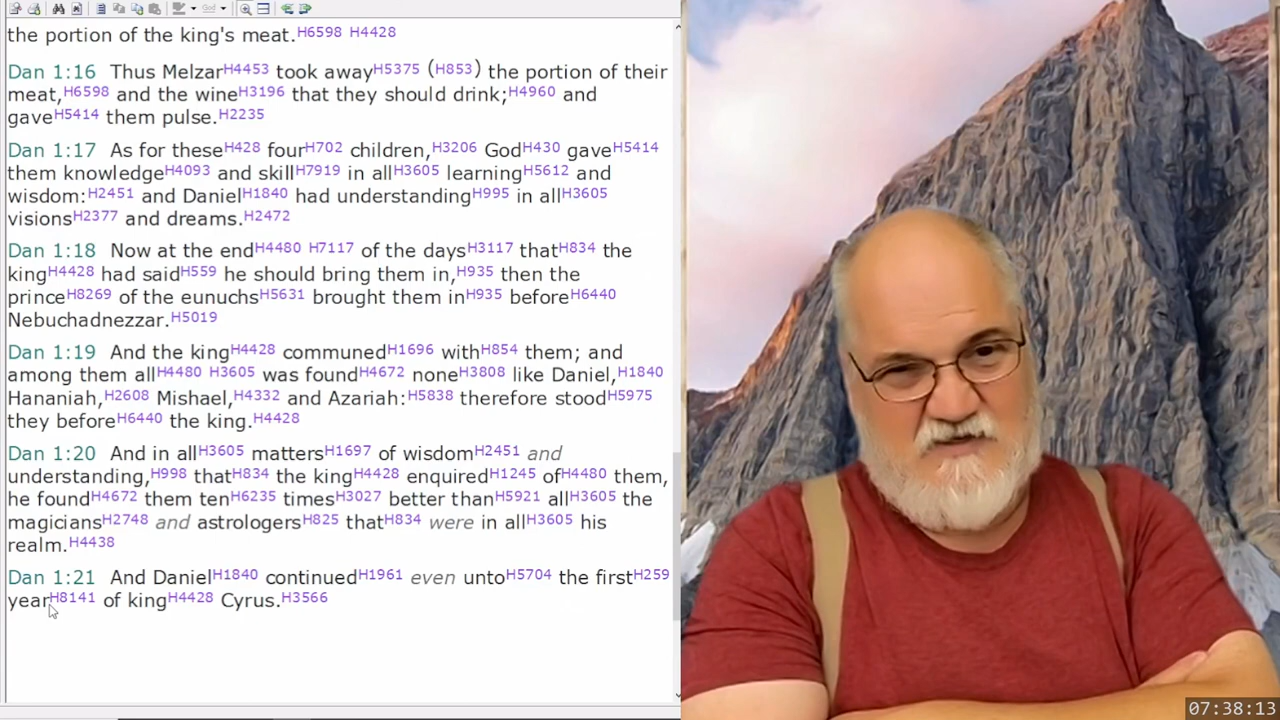 the portion of the king's meat.H6598 H4428
Dan 1:16 Thus MelzarH4453 took awayH5375 (H853) the portion of their
meat,H6598 and the wineH3196 that they should drink;H4960 and
gaveH5414 them pulse.H2235
Dan 1:17 As for theseH428 fourH702 children,H3206 GodH430 gaveH5414
them knowledgeH4093 and skillH7919 in allH3605 learningH5612 and
wisdom:H2451 and DanielH1840 had understandingH995 in allH3605
visionsH2377 and dreams.H2472
Dan 1:18 Now at the endH4480 H7117 of the daysH3117 thatH834 the
kingH4428 had saidH559 he should bring them in,H935 then the
princeH8269 of the eunuchsH5631 brought them inH935 beforeH6440
Nebuchadnezzar.H5019
Dan 1:19 And the kingH4428 communedH1696 withH854 them; and
among them allH4480 H3605 was foundH4672 noneH3808 like Daniel,H1840
Hananiah,H2608 Mishael,H4332 and Azariah:H5838 therefore stoodH5975
they beforeH6440 the king.H4428
Dan 1:20 And in allH3605 mattersH1697 of wisdomH2451 and
understanding,H998 thatH834 the kingH4428 enquiredH1245 ofH4480 them,
he foundH4672 them tenH6235 timesH3027 better thanH5921 allH3605 the
magiciansH2748 and astrologersH825 thatH834 were in allH3605 his
realm.H4438
Dan 1:21 And DanielH1840 continuedH1961 even untoH5704 the firstH259
yearH8141 of kingH4428 Cyrus.H3566
07:38:13